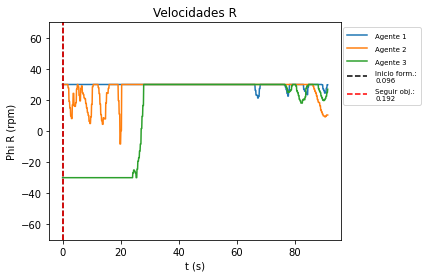 Velocidades R
60
40
20
0
−20
−40
−60
Phi R (rpm)
0
20
40
60
80
t (s)
Agente 1
Agente 2
Agente 3
Inicio form.:
0.096
Seguir obj.:
0.192